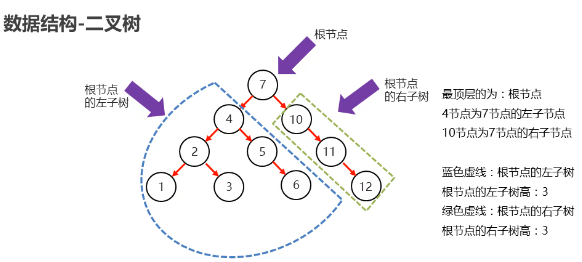 数据结构-二叉树
根节点
根节点
的左子树
根节点
的右子树
7
4
10
2
5
11
1
3
6
12
最顶层的为：根节点
4节点为7节点的左子节点
10节点为7节点的右子节点
蓝色虚线：根节点的左子树
根节点的左子树高：3
绿色虚线：根节点的右子树
根节点的右子树高：3